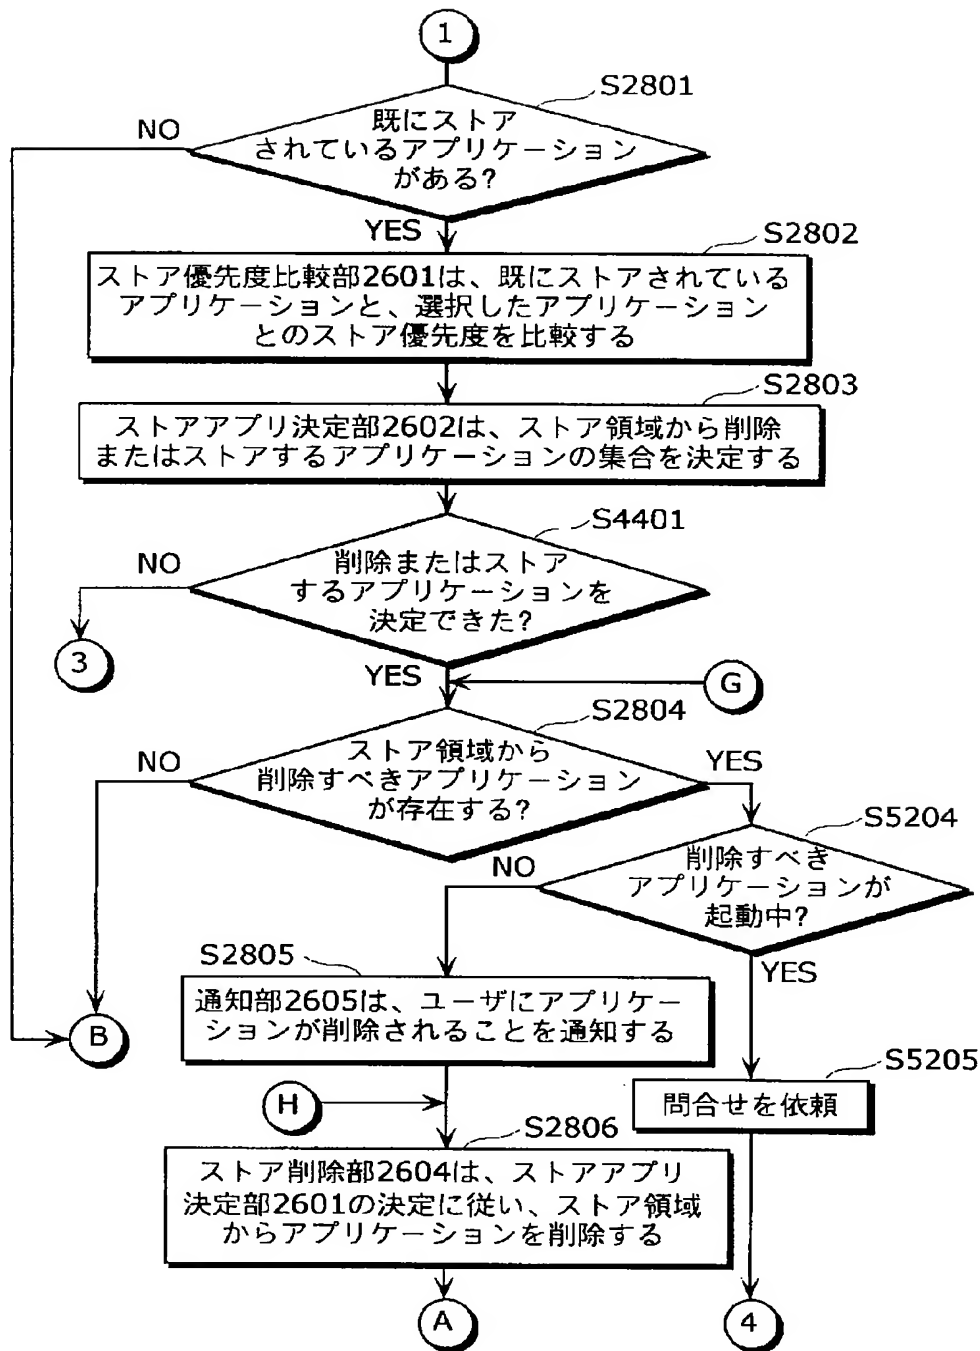 1
S2801
既にストア
されているアプリケーション
がある?
NO
YES
S2802
ストア優先度比較部2601は、既にストアされている
アプリケーションと、選択したアプリケーション
とのストア優先度を比較する
S2803
ストアアプリ決定部2602は、ストア領域から削除
またはストアするアプリケーションの集合を決定する
S4401
削除またはストア
するアプリケーションを
決定できた?
NO
3
YES
G
S2804
ストア領域から
削除すべきアプリケーション
が存在する?
NO
YES
S5204
削除すべき
アプリケーションが
起動中?
NO
YES
S2805
通知部2605は、ユーザにアプリケー
ションが削除されることを通知する
B
S5205
問合せを依頼
H
S2806
ストア削除部2604は、ストアアプリ
決定部2601の決定に従い、ストア領域
からアプリケーションを削除する
A
4